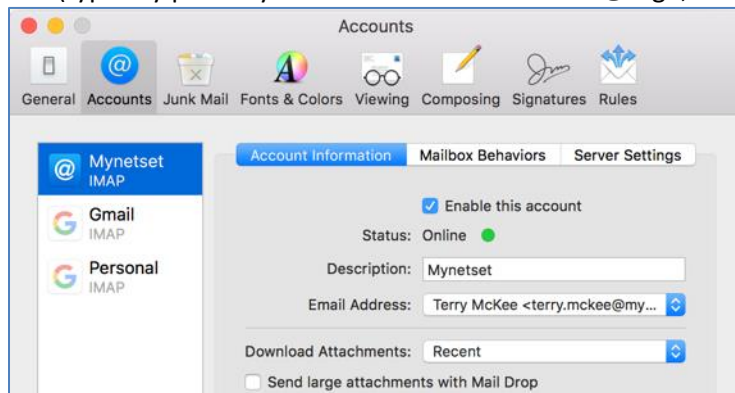 Accounts
General Accounts Junk Mail Fonts & Colors Viewing Composing Signatures Rules
Mynetset
IMAP
Gmail
IMAP
Personal
IMAP
Account Information Mailbox Behaviors Server Settings
Enable this account
Status: Online
Description: Mynetset
Email Address: Terry McKee <terry.mckee@my...
Download Attachments: Recent
Send large attachments with Mail Drop